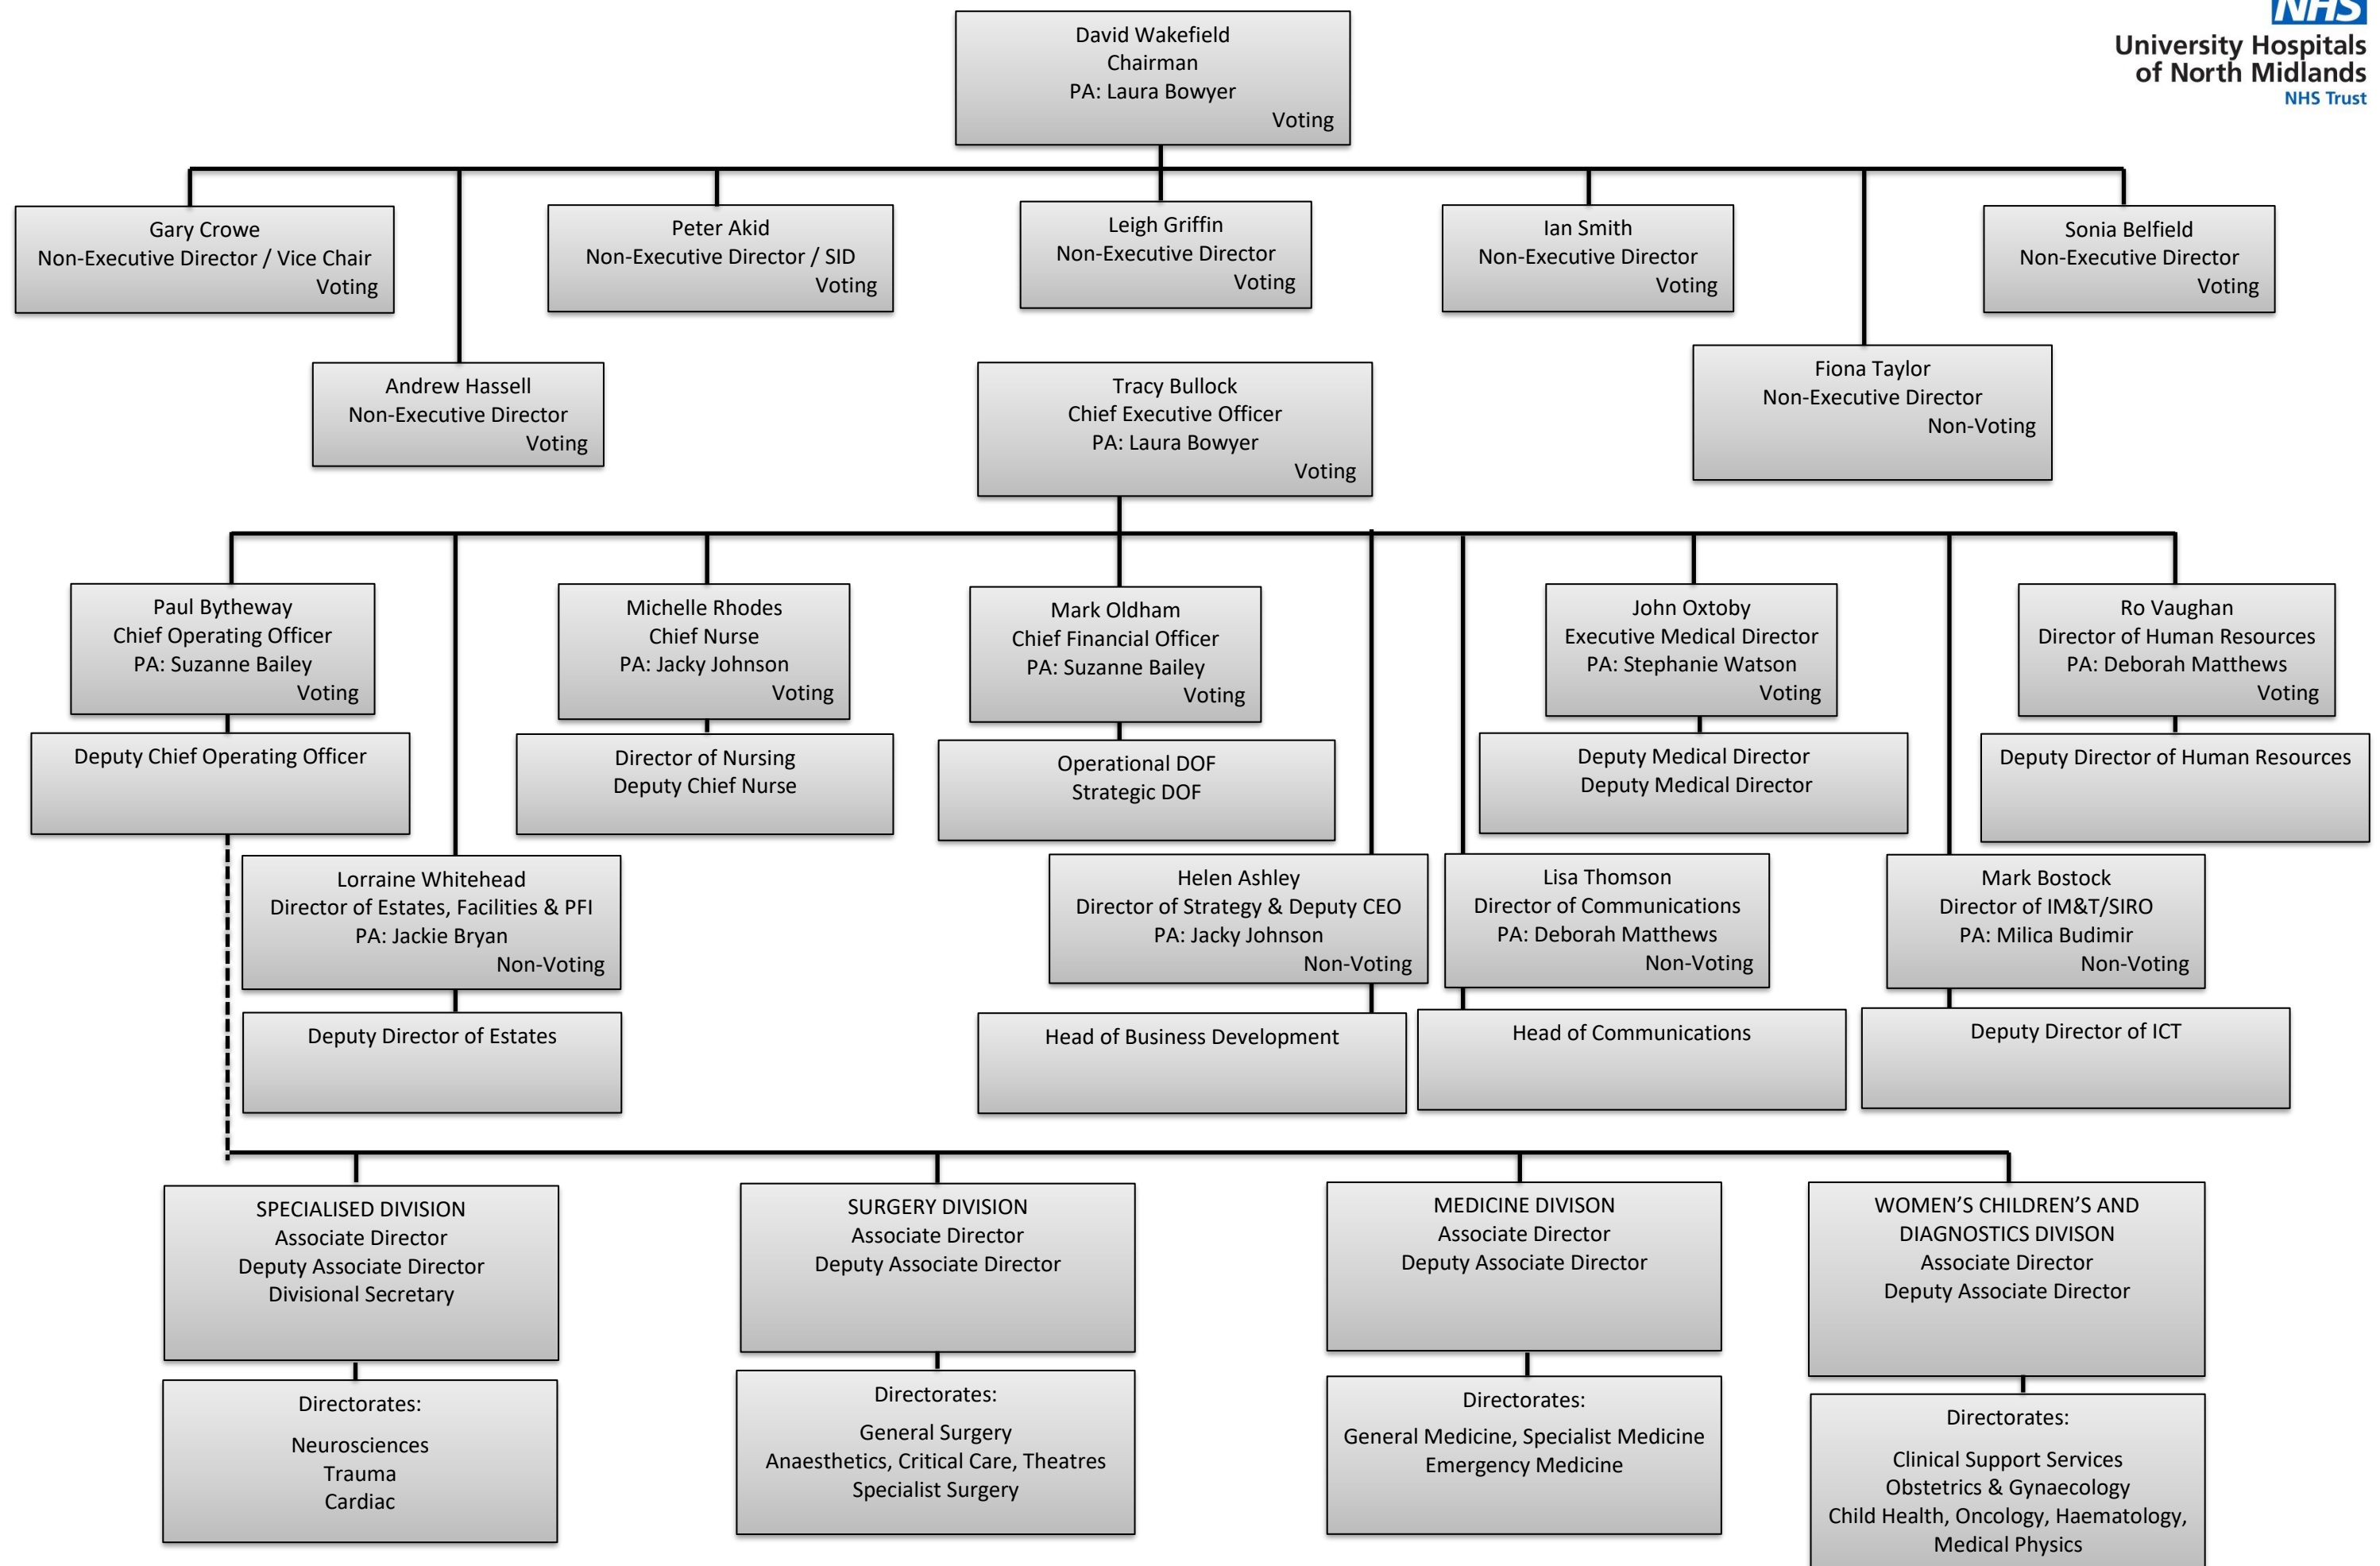 NHS
University Hospitals
of North Midlands
NHS Trust
David Wakefield
Chairman
PA: Laura Bowyer
Voting
Gary Crowe
Non-Executive Director / Vice Chair
Voting
Peter Akid
Non-Executive Director / SID
Voting
Leigh Griffin
Non-Executive Director
Voting
Ian Smith
Non-Executive Director
Voting
Sonia Belfield
Non-Executive Director
Voting
Andrew Hassell
Non-Executive Director
Voting
Tracy Bullock
Chief Executive Officer
PA: Laura Bowyer
Voting
Fiona Taylor
Non-Executive Director
Non-Voting
Paul Bytheway
Chief Operating Officer
PA: Suzanne Bailey
Voting
Michelle Rhodes
Chief Nurse
PA: Jacky Johnson
Voting
Mark Oldham
Chief Financial Officer
PA: Suzanne Bailey
Voting
John Oxtoby
Executive Medical Director
PA: Stephanie Watson
Voting
Ro Vaughan
Director of Human Resources
PA: Deborah Matthews
Voting
Deputy Chief Operating Officer
Director of Nursing
Deputy Chief Nurse
Operational DOF
Strategic DOF
Deputy Medical Director
Deputy Medical Director
Deputy Director of Human Resources
Lorraine Whitehead
Director of Estates, Facilities & PFI
PA: Jackie Bryan
Non-Voting
Helen Ashley
Director of Strategy & Deputy CEO
PA: Jacky Johnson
Non-Voting
Lisa Thomson
Director of Communications
PA: Deborah Matthews
Non-Voting
Mark Bostock
Director of IM&T/SIRO
PA: Milica Budimir
Non-Voting
Deputy Director of Estates
Head of Business Development
Head of Communications
Deputy Director of ICT
SPECIALISED DIVISION
Associate Director
Deputy Associate Director
Divisional Secretary
SURGERY DIVISION
Associate Director
Deputy Associate Director
MEDICINE DIVISON
Associate Director
Deputy Associate Director
WOMEN’S CHILDREN’S AND
DIAGNOSTICS DIVISON
Associate Director
Deputy Associate Director
Directorates:
Neurosciences
Trauma
Cardiac
Directorates:
General Surgery
Anaesthetics, Critical Care, Theatres
Specialist Surgery
Directorates:
General Medicine, Specialist Medicine
Emergency Medicine
Directorates:
Clinical Support Services
Obstetrics & Gynaecology
Child Health, Oncology, Haematology,
Medical Physics